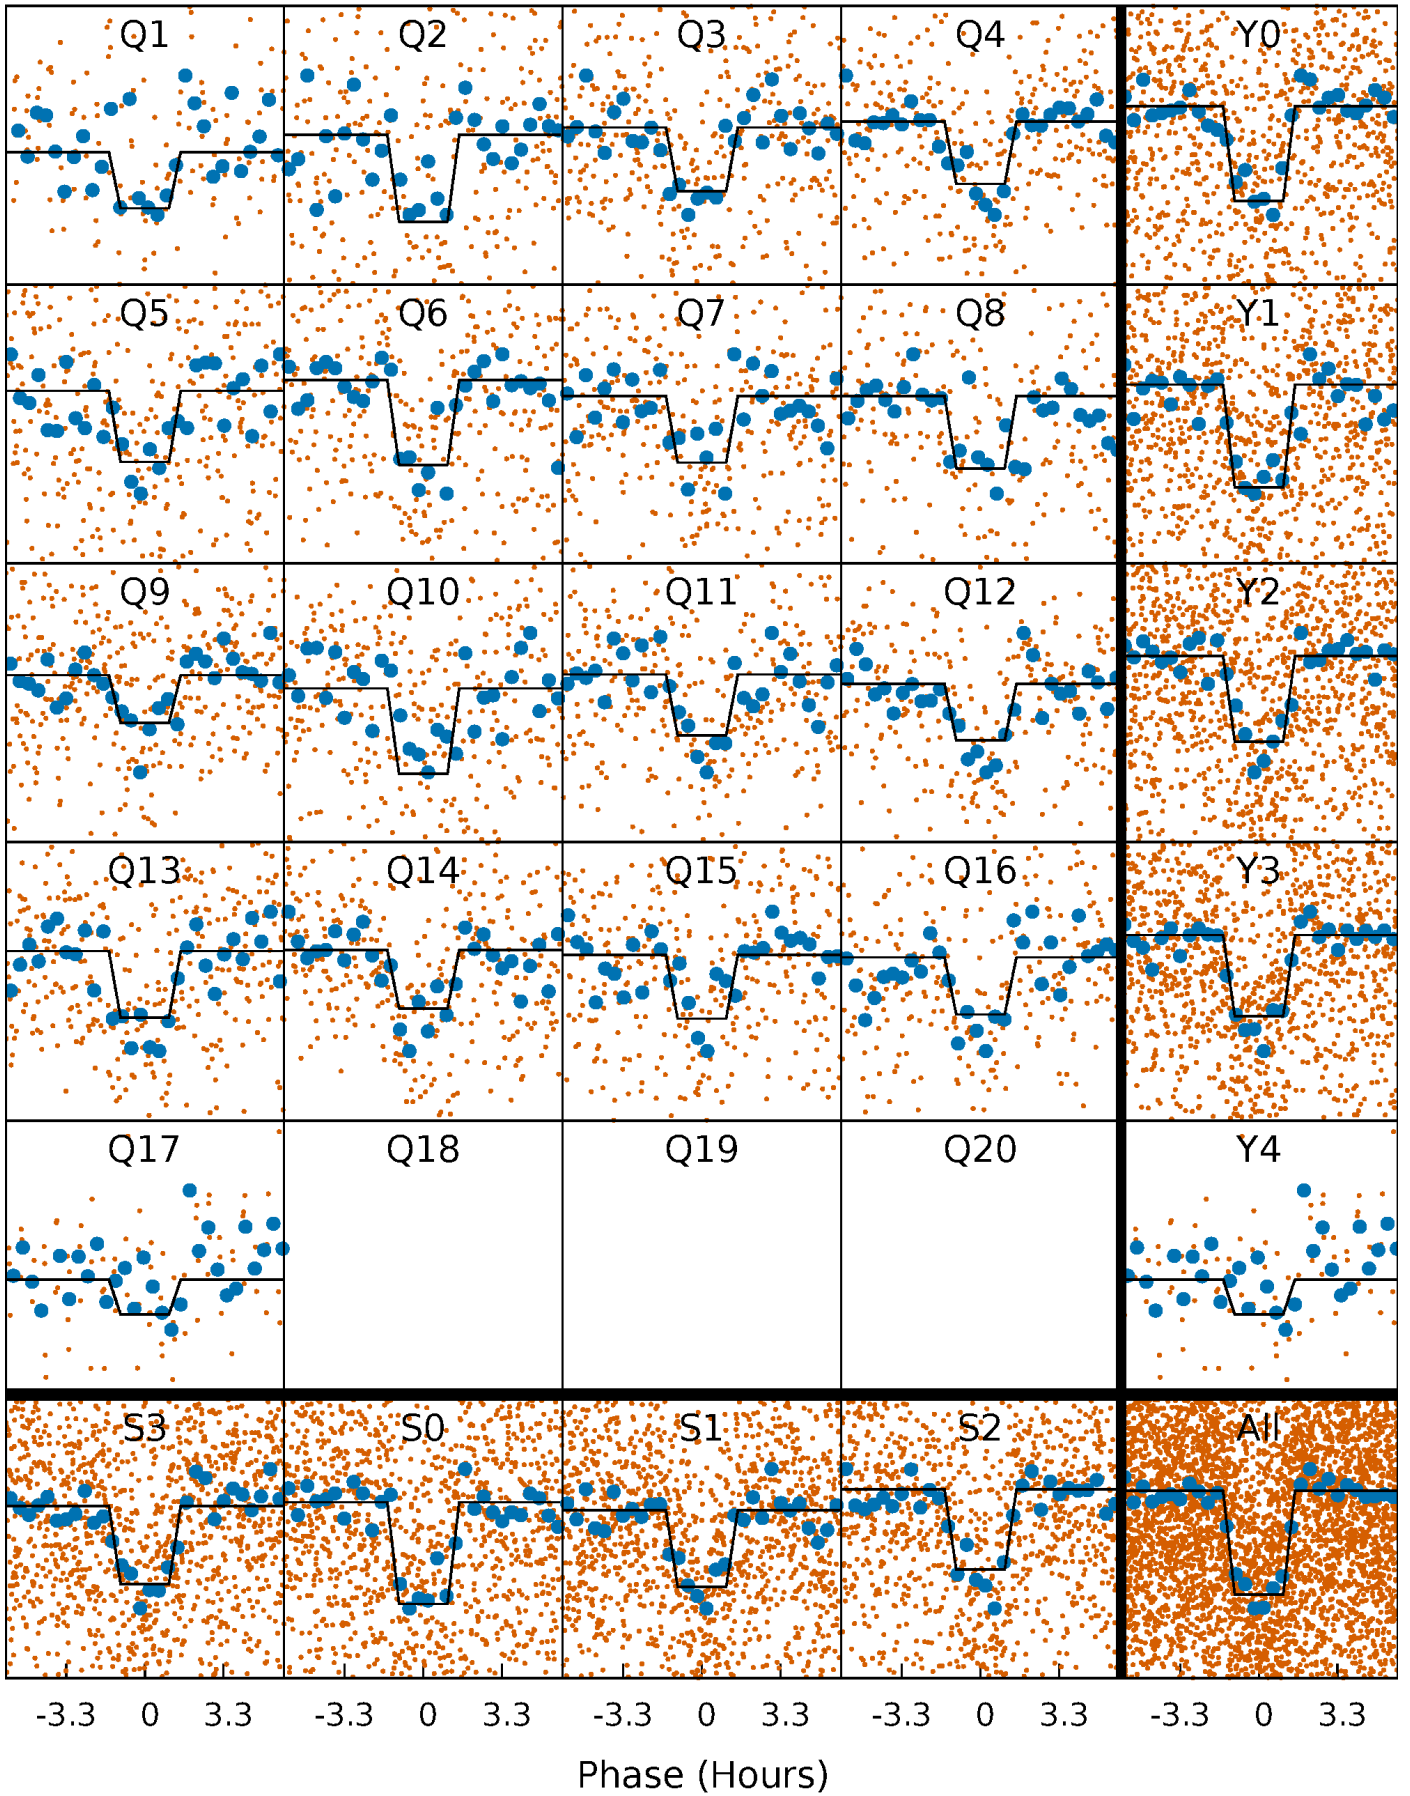 Q1 Q2 Q3 Q4 Y0
Q5 Q6 Q7 Q8 Y1
Q9 Q10 Q11 Q12 Y2
Q13 Q14 Q15 Q16 Y3
Q17 Q18 Q19 Q20 Y4
S3 S0 S1 S2 All
-3.3 0 3.3 -3.3 0 3.3 -3.3 0 3.3 -3.3 0 3.3 -3.3 0 3.3
Phase (Hours)